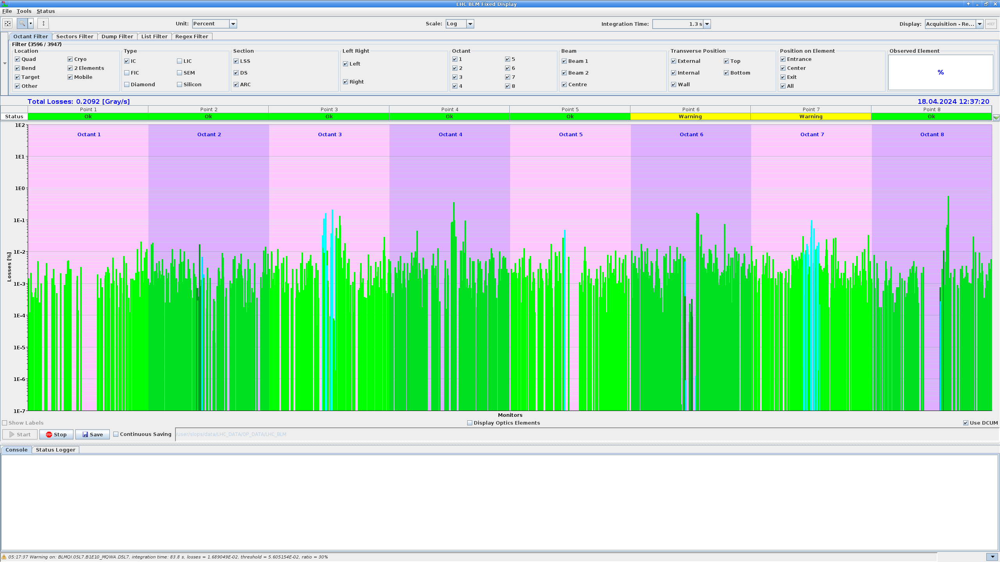 LHC BLM Fixed Display
File Tools Status
Unit: Percent Scale: Log Integration Time: 1.3 s Display: Acquisition - Re... →REF
Octant Filter Sectors Filter Dump Filter List Filter Regex Filter
Filter (3596 / 3947)
Location Type Section Left Right Octant Beam Transverse Position Position on Element Observed Element
Quad Cryo IC LIC LSS Left 1 5 Beam 1 External Top Entrance
Bend 2 Elements FIC SEM DS 2 6 Beam 2 Internal Bottom Center %
Target Mobile Diamond Silicon ARC Right 3 7 Centre Wall Exit
Other 4 8 All
Total Losses: 0.2092 [Gray/s] 18.04.2024 12:37:20
Point 1 Point 2 Point 3 Point 4 Point 5 Point 6 Point 7 Point 8
Status Ok Ok Ok Ok Ok Warning Warning Ok
1E2
Octant 1 Octant 2 Octant 3 Octant 4 Octant 5 Octant 6 Octant 7 Octant 8
1E1
1E0
1E-1
1E-2
Losses [%]
1E-3
1E-4
1E-5
1E-6
1E-7
Monitors
Show Labels Display Optics Elements Use DCUM
Start STOP Stop Save Continuous Saving /user/slops/data/LHC_DATA/OP_DATA/LHC_BLM
Console Status Logger
05:17:37 Warning on: BLMQI.05L7.B1E10_MQWA.D5L7, integration time: 83.8 s, losses = 1.689049E-02, threshold = 5.605154E-02, ratio = 30%